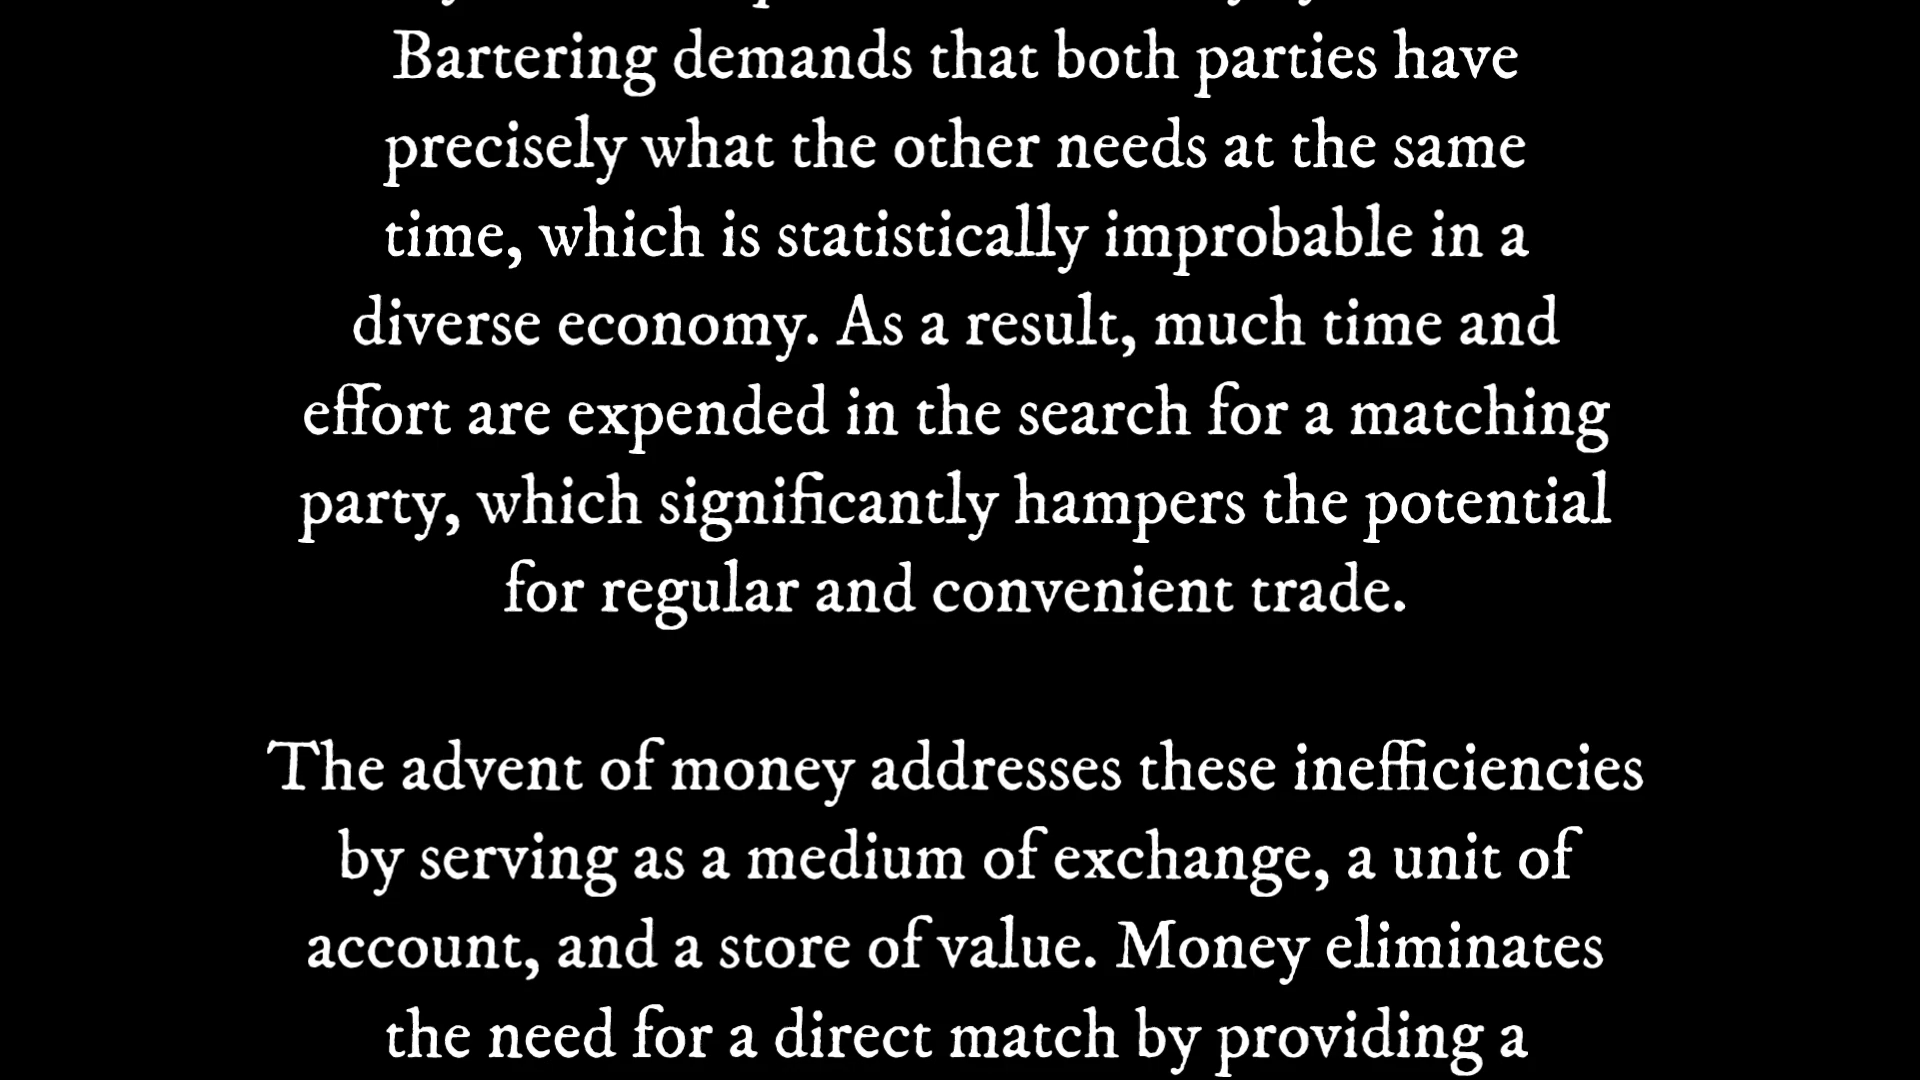 Bartering demands that both parties have
precisely what the other needs at the same
time, which is statistically improbable in a
diverse economy. As a result, much time and
effort are expended in the search for a matching
party, which significantly hampers the potential
for regular and convenient trade.
The advent of money addresses these inefficiencies
by serving as a medium of exchange, a unit of
account, and a store of value. Money eliminates
the need for a direct match by providing a